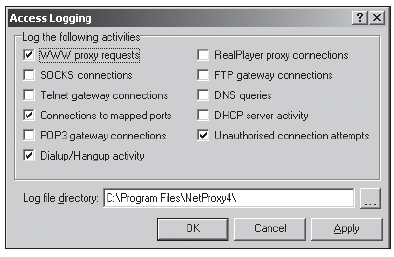 Access Logging
Log the following activities
WWW proxy requests
RealPlayer proxy connections
SOCKS connections
FTP gateway connections
Telnet gateway connections
DNS queries
Connections to mapped ports
DHCP server activity
POP3 gateway connections
Unauthorised connection attempts
Dialup/Hangup activity
Log file directory: C:\Program Files\NetProxy4\ ...
OK Cancel Apply